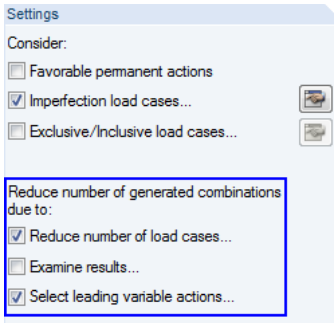 Settings
Consider:
Favorable permanent actions
Imperfection load cases...
Exclusive/Inclusive load cases...
Reduce number of generated combinations
due to:
Reduce number of load cases...
Examine results...
Select leading variable actions...